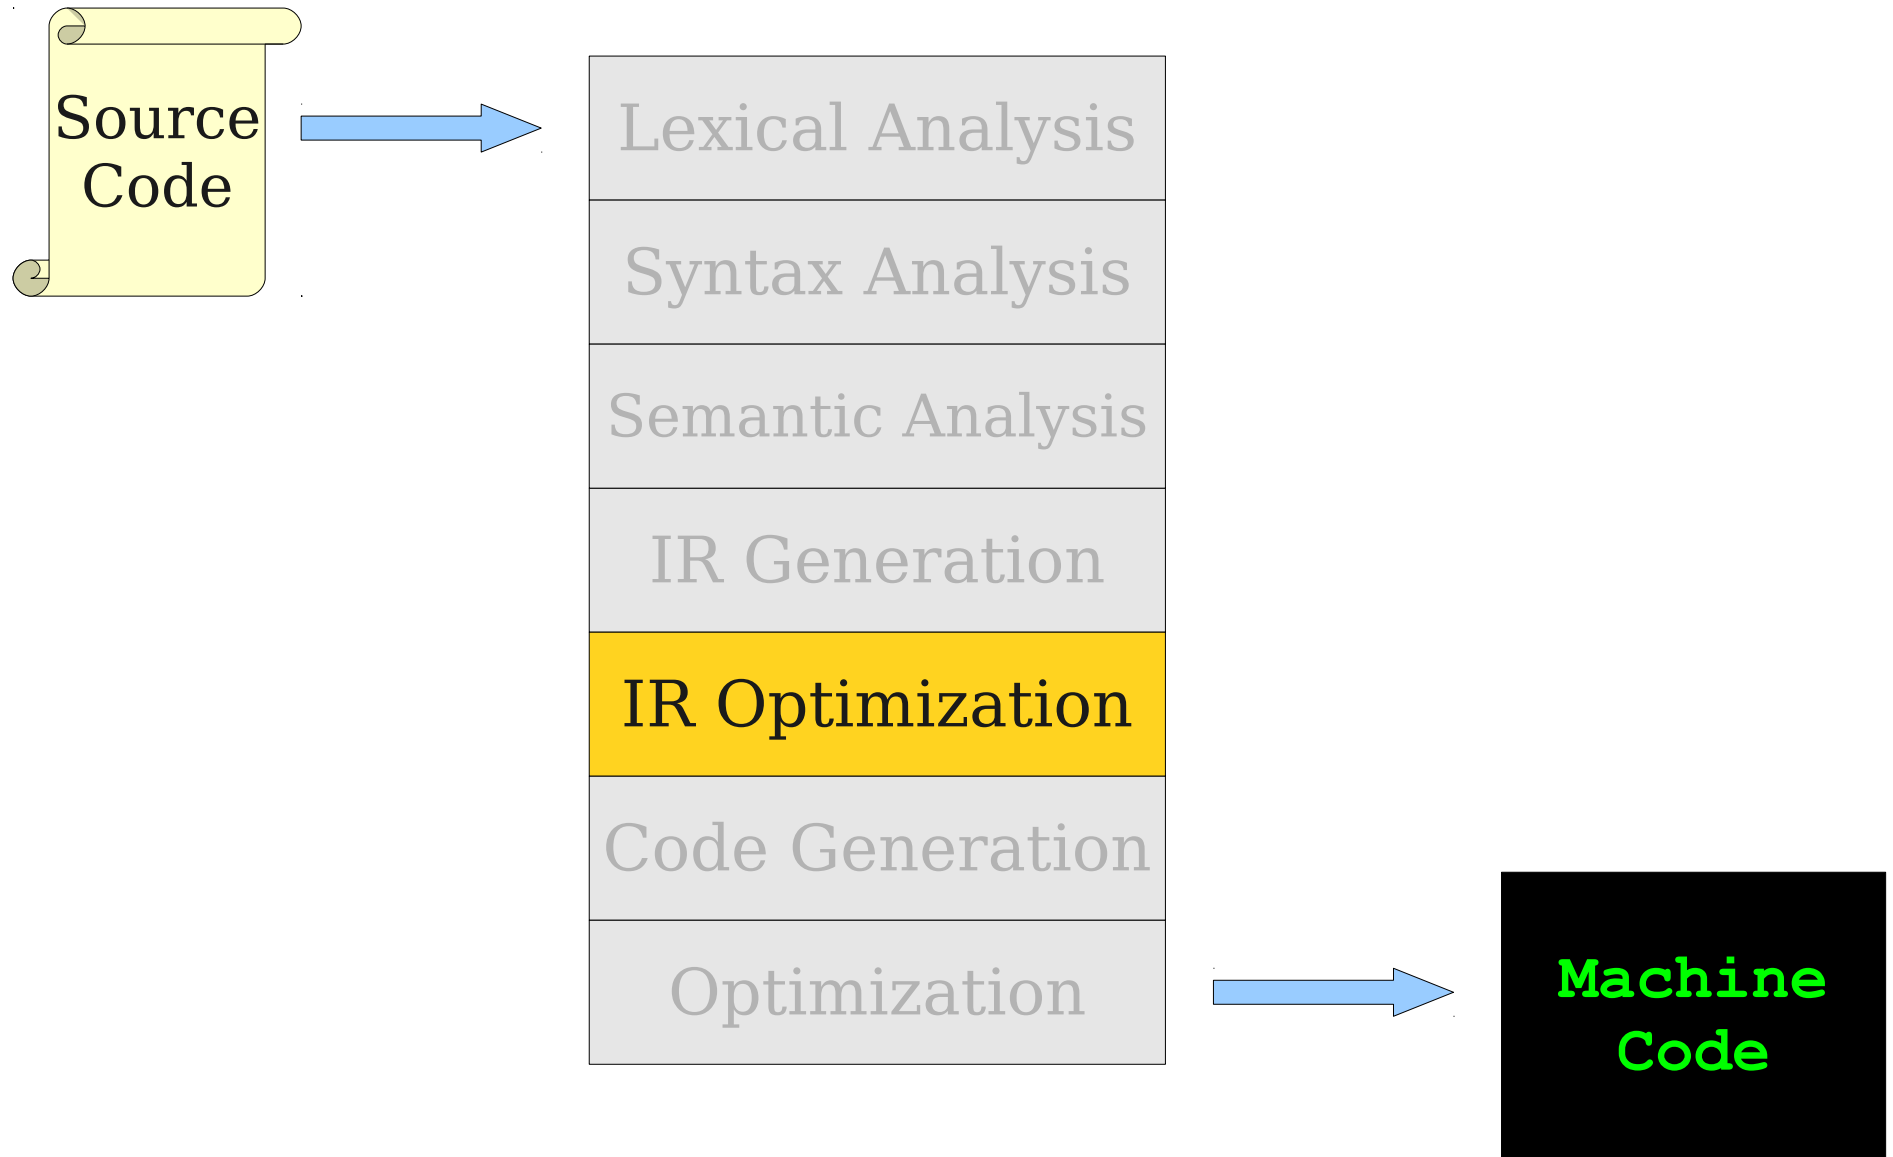 Source
Code
Lexical Analysis
Syntax Analysis
Semantic Analysis
IR Generation
IR Optimization
Code Generation
Optimization
Machine
Code